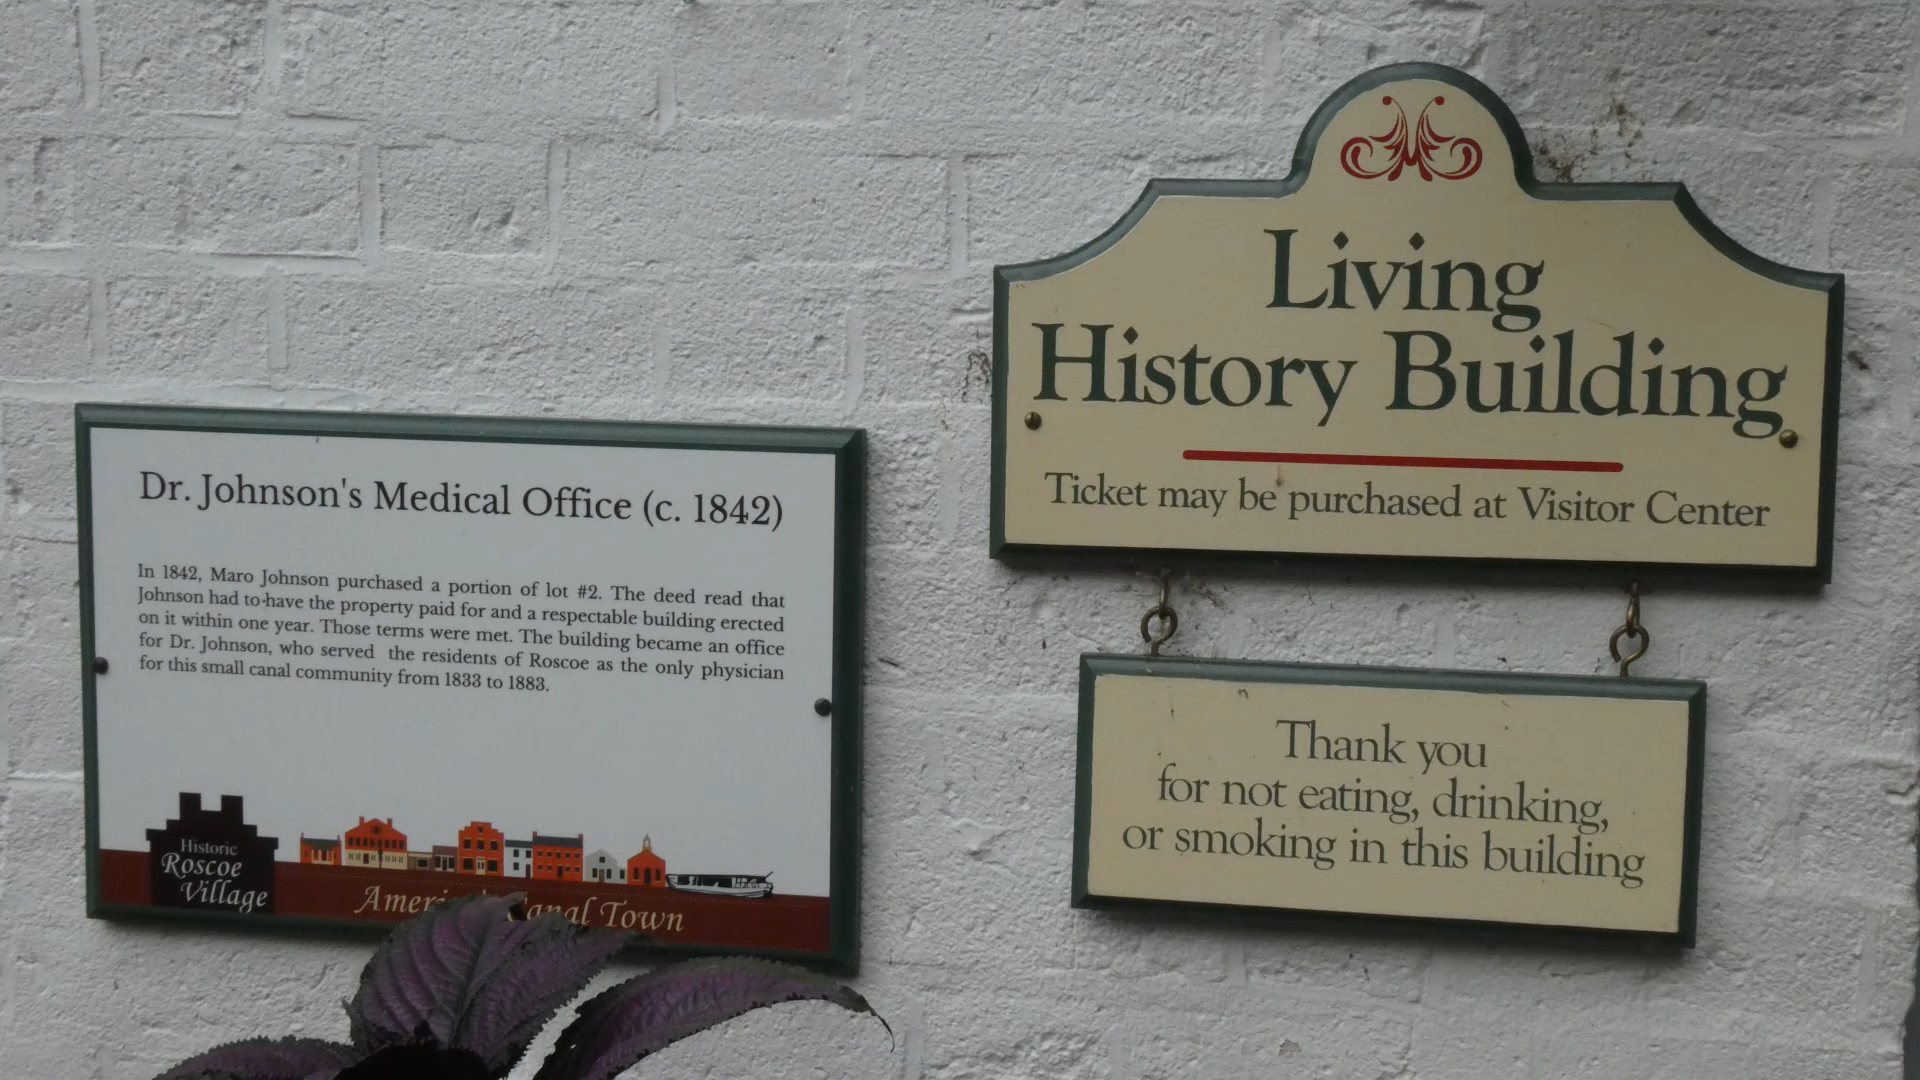 Dr. Johnson's Medical Office (c. 1842)
In 1842, Maro Johnson purchased a portion of lot #2. The deed read that
Johnson had to have the property paid for and a respectable building erected
on it within one year. Those terms were met. The building became an office
for Dr. Johnson, who served the residents of Roscoe as the only physician
for this small canal community from 1833 to 1883.
Historic
Roscoe
Village
Canal Town
Living
History Building
Ticket may be purchased at Visitor Center
Thank you
for not eating, drinking,
or smoking in this building